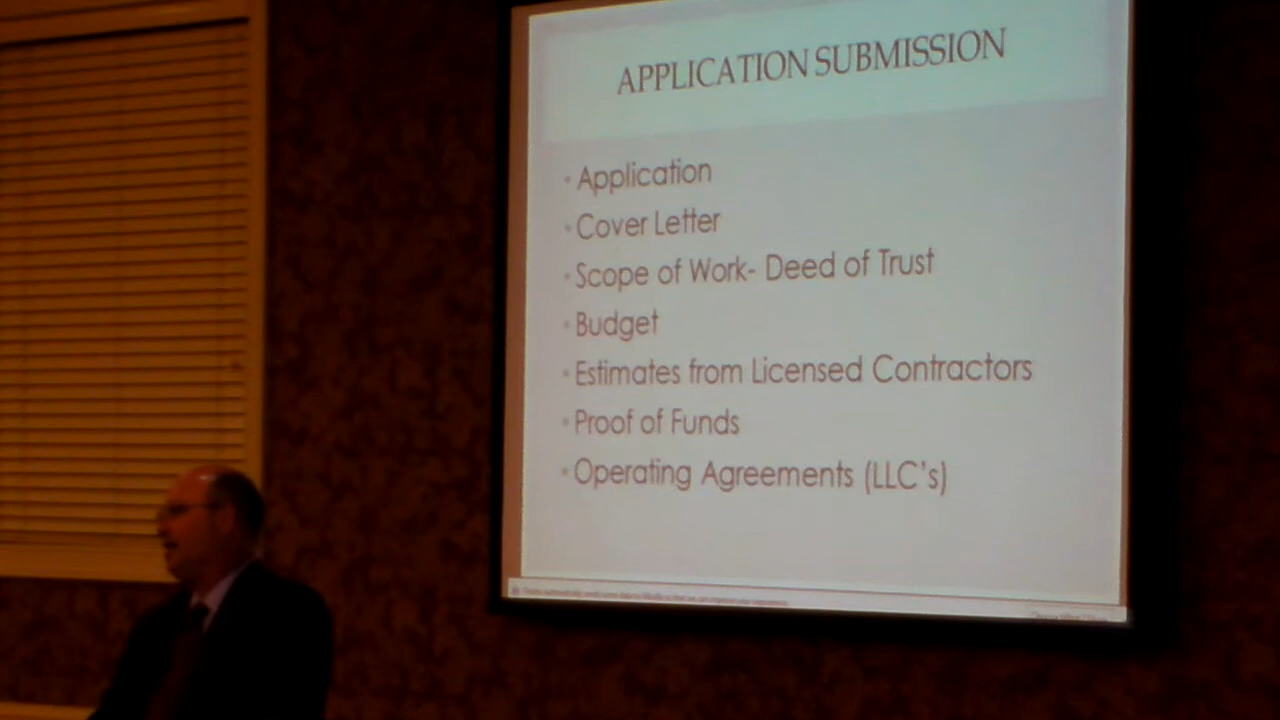 APPLICATION SUBMISSION
• Application
• Cover Letter
• Scope of Work- Deed of Trust
• Budget
• Estimates from Licensed Contractors
• Proof of Funds
• Operating Agreements (LLC's)